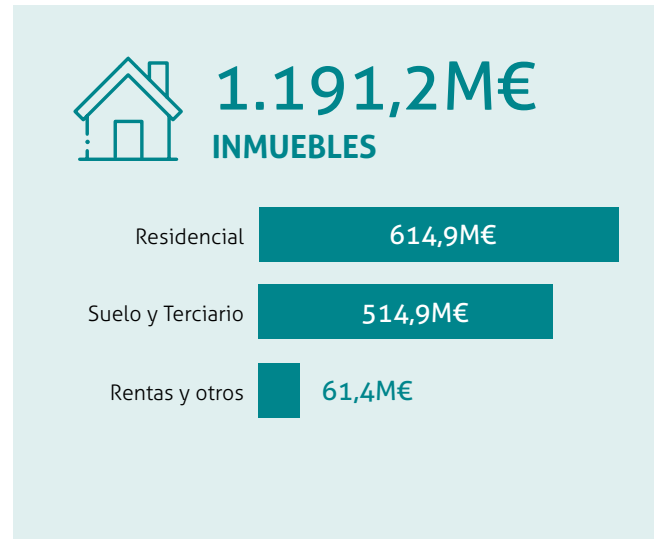 1.191,2M€
INMUEBLES
Residencial 614,9M€
Suelo y Terciario 514,9M€
Rentas y otros 61,4M€